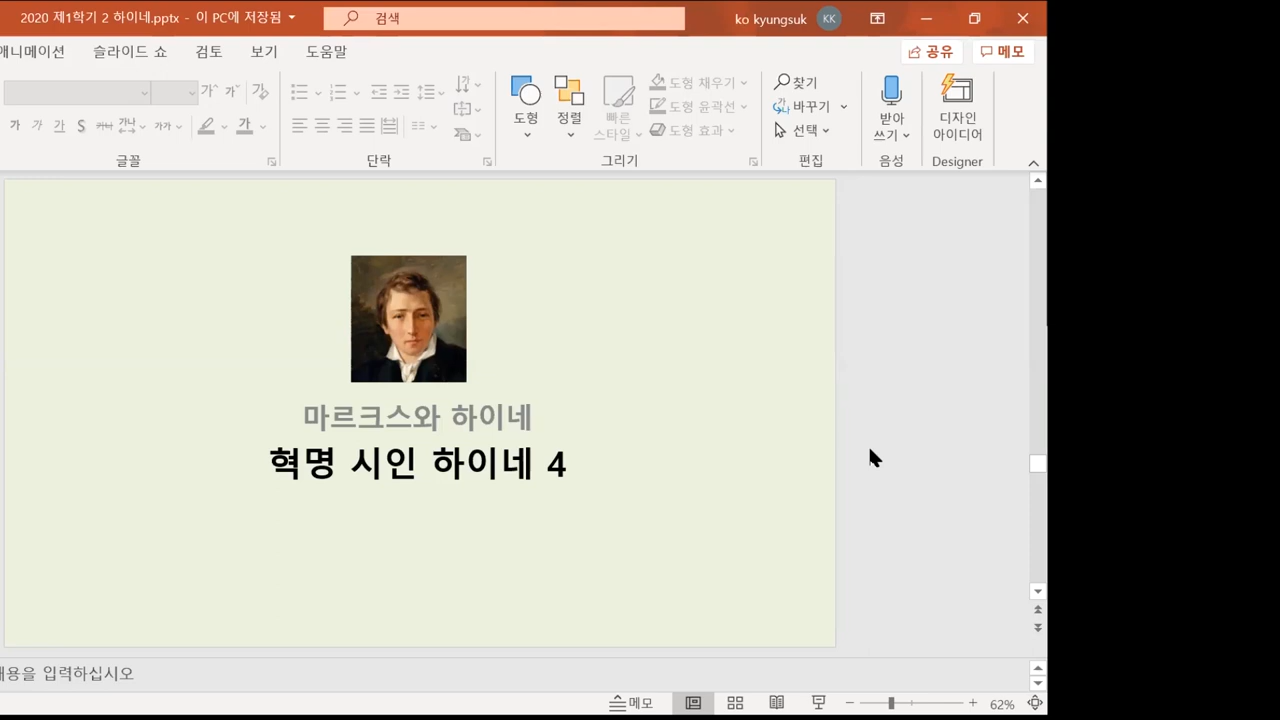 2020 제1학기 2 하이네.pptx - 이 PC에 저장됨
검색
ko kyungsuk
KK
애니메이션 슬라이드 쇼 검토 보기 도움말
공유 메모
도형 정렬 빠른 스타일
도형 채우기
도형 윤곽선
도형 효과
찾기
바꾸기
선택
받아쓰기
디자인 아이디어
글꼴 단락 그리기 편집 음성 Designer
마르크스와 하이네
혁명 시인 하이네 4
입력하십시오
메모
62%